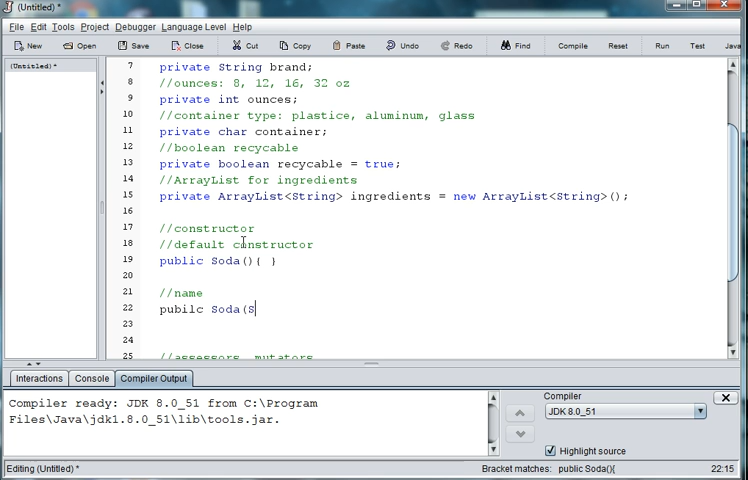 (Untitled) *
File Edit Tools Project Debugger Language Level Help
New Open Save Close Cut Copy Paste Undo Redo Find Compile Reset Run Test Java
(Untitled) *
7 private String brand;
8 //ounces: 8, 12, 16, 32 oz
9 private int ounces;
10 //container type: plastice, aluminum, glass
11 private char container;
12 //boolean recycable
13 private boolean recycable = true;
14 //ArrayList for ingredients
15 private ArrayList<String> ingredients = new ArrayList<String>();
16
17 //constructor
18 //default constructor
19 public Soda(){ }
20
21 //name
22 pubilc Soda(S
23
24
25 //assessors, mutators
Interactions Console Compiler Output
Compiler ready: JDK 8.0_51 from C:\Program
Files\Java\jdk1.8.0_51\lib\tools.jar.
Compiler
JDK 8.0_51
Highlight source
Editing (Untitled) * Bracket matches: public Soda(){ 22:15